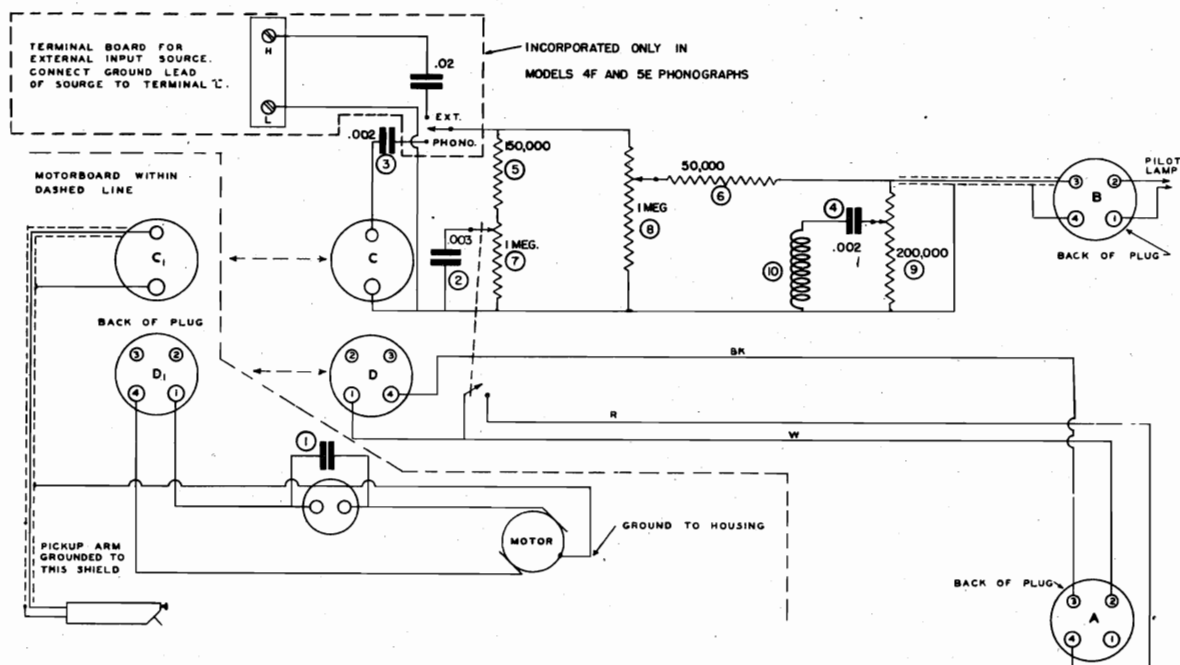 TERMINAL BOARD FOR
EXTERNAL INPUT SOURCE.
CONNECT GROUND LEAD
OF SOURCE TO TERMINAL "L".
H
L
.02
EXT.
PHONO.
INCORPORATED ONLY IN
MODELS 4F AND 5E PHONOGRAPHS
.002
3
150,000
5
MOTORBOARD WITHIN
DASHED LINE
C1
C
.003
2
1 MEG.
7
1 MEG
8
50,000
6
4
.002
10
200,000
9
PILOT
LAMP
3
2
B
4
1
BACK OF PLUG
BACK OF PLUG
3
2
D1
4
1
2
3
D
1
4
BK
R
W
1
MOTOR
GROUND TO HOUSING
PICKUP ARM
GROUNDED TO
THIS SHIELD
BACK OF PLUG
3
2
A
4
1